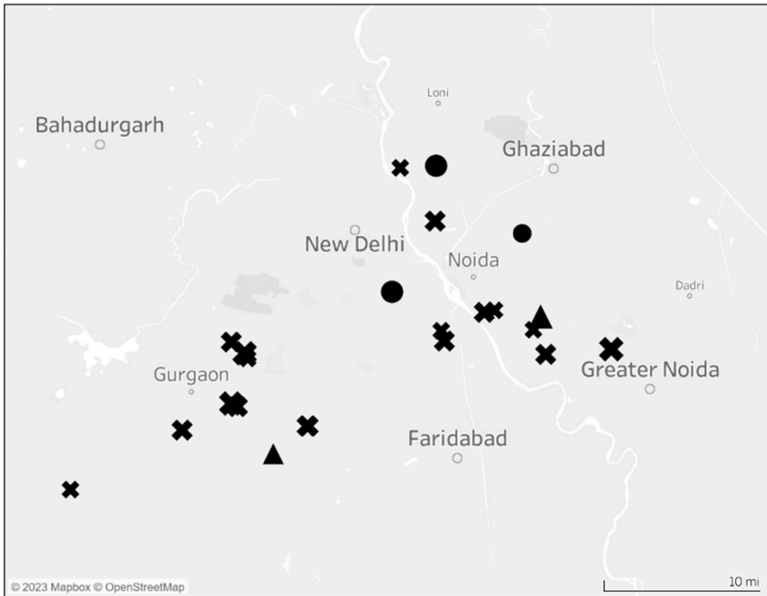 Loni
Bahadurgarh
Ghaziabad
New Delhi
Noida
Dadri
Gurgaon
Greater Noida
Faridabad
© 2023 Mapbox © OpenStreetMap
10 mi